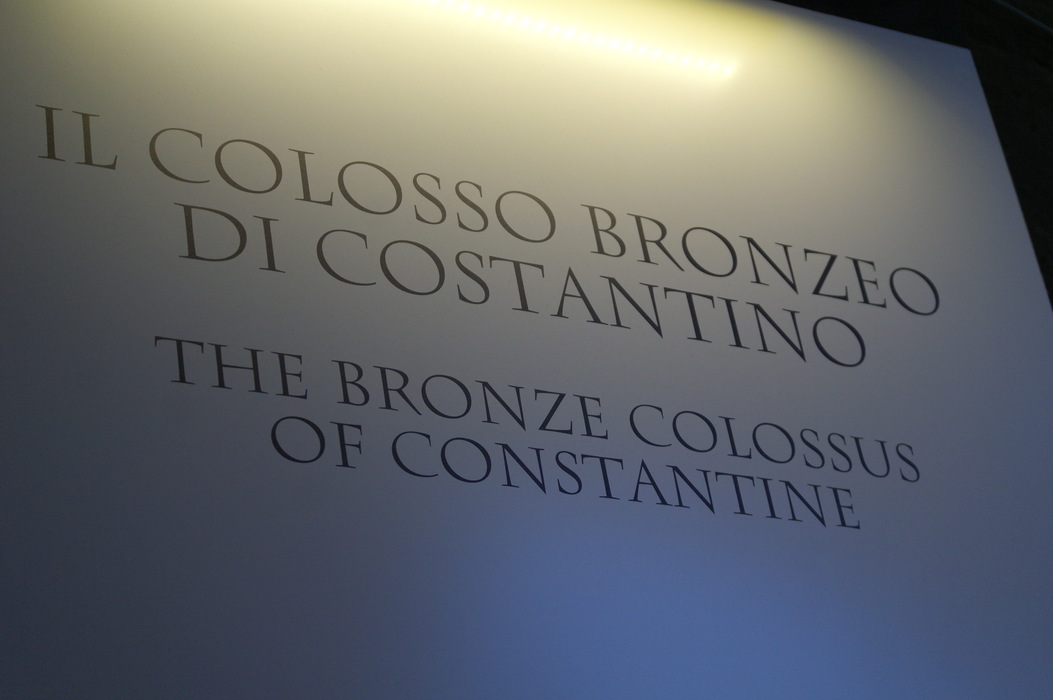 IL COLOSSO BRONZEO
DI COSTANTINO
THE BRONZE COLOSSUS
OF CONSTANTINE